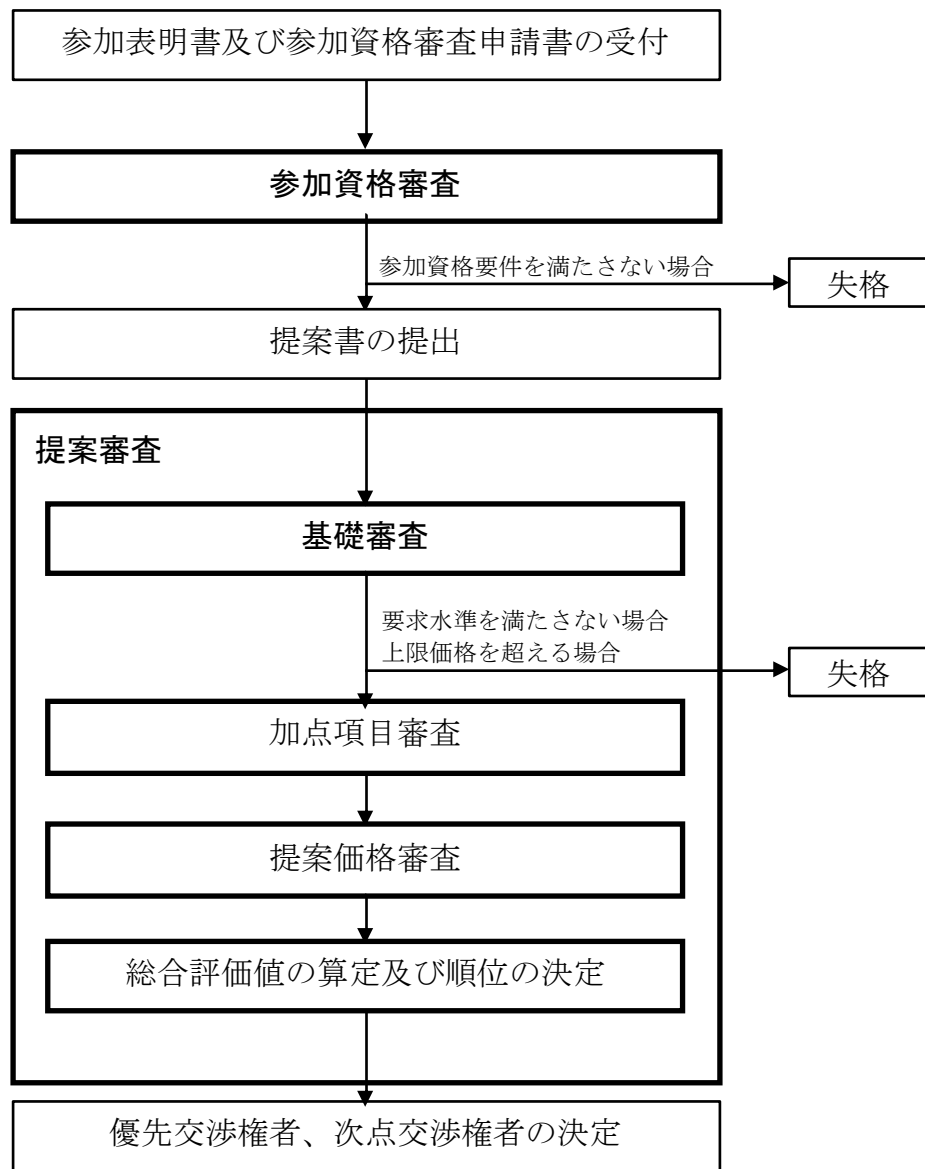 参加表明書及び参加資格審査申請書の受付
参加資格審査
参加資格要件を満たさない場合
失格
提案書の提出
提案審査
基礎審査
要求水準を満たさない場合
上限価格を超える場合
失格
加点項目審査
提案価格審査
総合評価値の算定及び順位の決定
優先交渉権者、次点交渉権者の決定